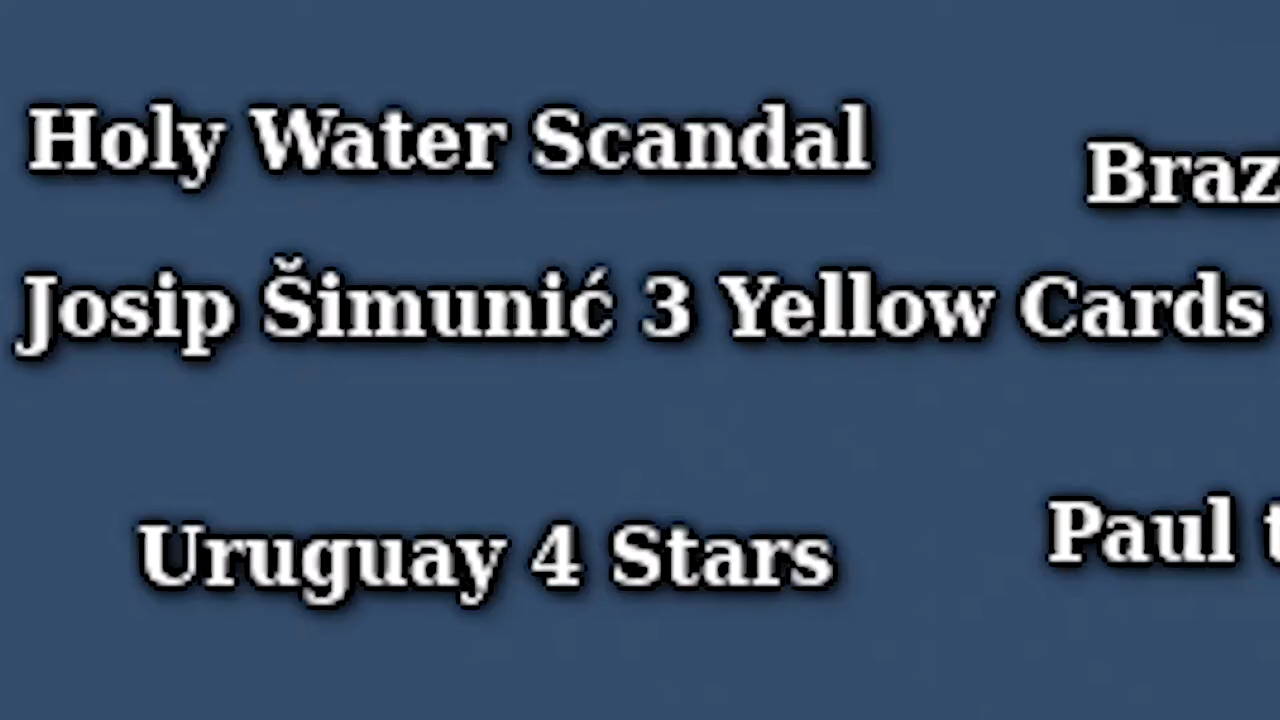 Holy Water Scandal
Braz
Josip Šimunić 3 Yellow Cards
Uruguay 4 Stars
Paul